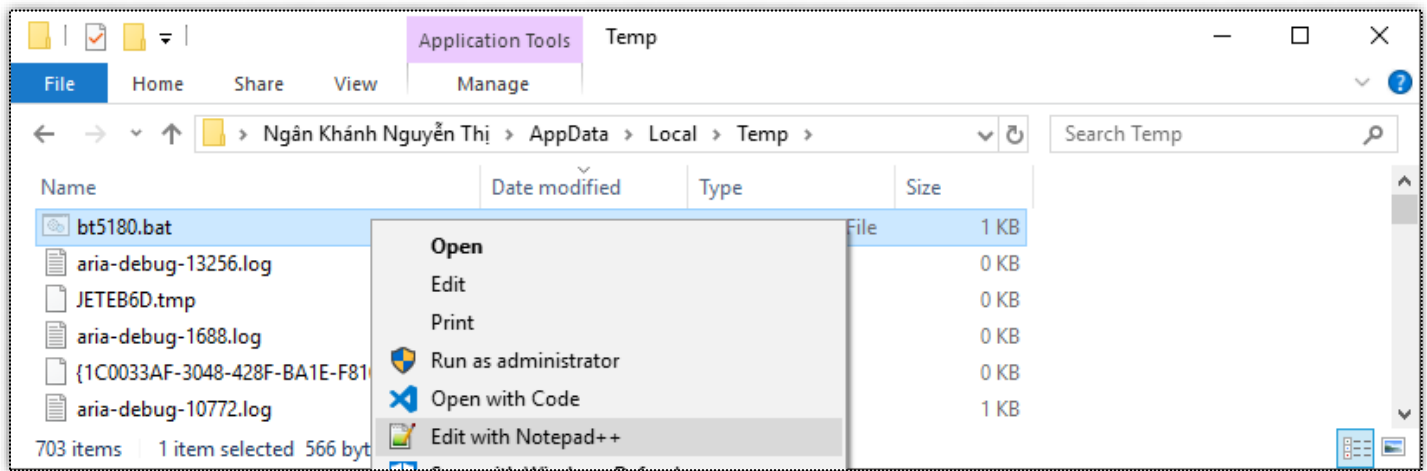 Application Tools Temp
File Home Share View Manage
Ngân Khánh Nguyễn Thị > AppData > Local > Temp > Search Temp
Name Date modified Type Size
bt5180.bat File 1 KB
aria-debug-13256.log 0 KB
JETEB6D.tmp 0 KB
aria-debug-1688.log 0 KB
{1C0033AF-3048-428F-BA1E-F81 0 KB
aria-debug-10772.log 1 KB
703 items 1 item selected 566 byt
Open
Edit
Print
Run as administrator
Open with Code
Edit with Notepad++